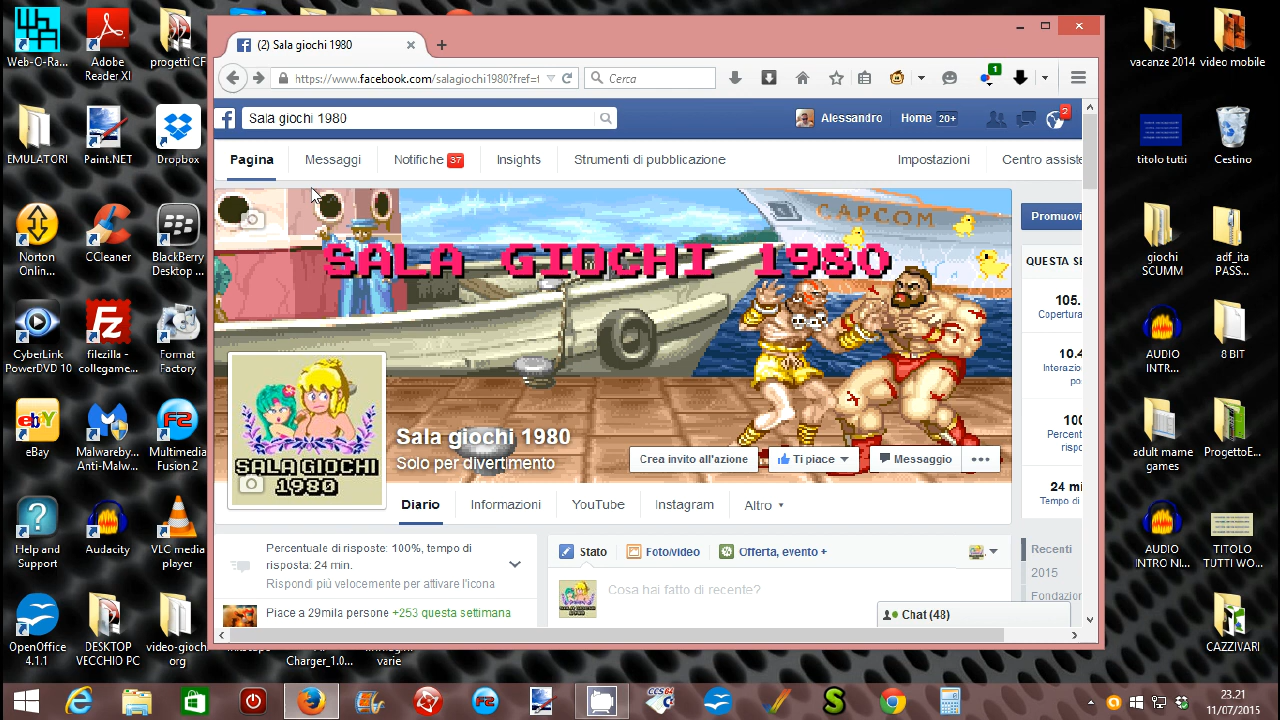 Web-O-Ra...
Adobe
Reader XI
progetti CF
EMULATORI
Paint.NET
Dropbox
Norton
Onlin...
CCleaner
BlackBerry
Desktop ...
CyberLink
PowerDVD 10
filezilla -
collegame...
Format
Factory
eBay
Malwareby...
Anti-Malw...
Multimedia
Fusion 2
Help and
Support
Audacity
VLC media
player
OpenOffice
4.1.1
DESKTOP
VECCHIO PC
video-gioch
org
(2) Sala giochi 1980
https://www.facebook.com/salagiochi1980?fref=t
Cerca
1
Sala giochi 1980
Alessandro
Home 20+
2
Pagina
Messaggi
Notifiche 37
Insights
Strumenti di pubblicazione
Impostazioni
Centro assiste
CAPCOM
SALA GIOCHI 1980
Promuovi
QUESTA SE
105.
Copertura
10.4
Interazio
po
100
Percent
rispo
24 mi
Tempo di
SALA GIOCHI
1980
Sala giochi 1980
Solo per divertimento
Crea invito all'azione
Ti piace
Messaggio
Diario
Informazioni
YouTube
Instagram
Altro
Percentuale di risposte: 100%, tempo di
risposta: 24 min.
Rispondi più velocemente per attivare l'icona
Piace a 29mila persone +253 questa settimana
Stato
Foto/video
Offerta, evento +
Cosa hai fatto di recente?
Recenti
2015
Fondazion
Chat (48)
AP
Charger_1.0...
varie
vacanze 2014
video mobile
titolo tutti
Cestino
giochi
SCUMM
adf_ita
PASS...
AUDIO
INTR...
8 BIT
adult mame
games
ProgettoE...
AUDIO
INTRO NI...
TITOLO
TUTTI WO...
CAZZIVARI
CCS64
23.21
11/07/2015